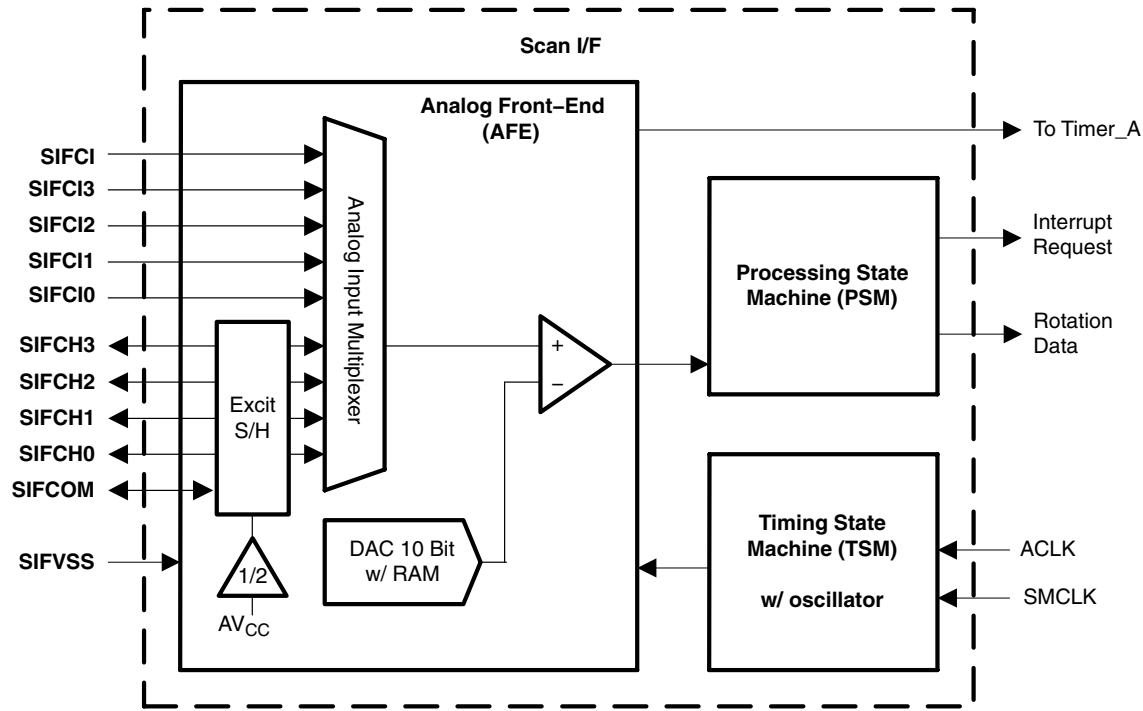 Scan I/F
Analog Front–End
(AFE)
SIFCI
SIFCI3
SIFCI2
SIFCI1
SIFCI0
SIFCH3
SIFCH2
SIFCH1
SIFCH0
SIFCOM
SIFVSS
Excit
S/H
1/2
AVCC
Analog Input Multiplexer
+
−
DAC 10 Bit
w/ RAM
To Timer_A
Processing State
Machine (PSM)
Interrupt
Request
Rotation
Data
Timing State
Machine (TSM)
w/ oscillator
ACLK
SMCLK